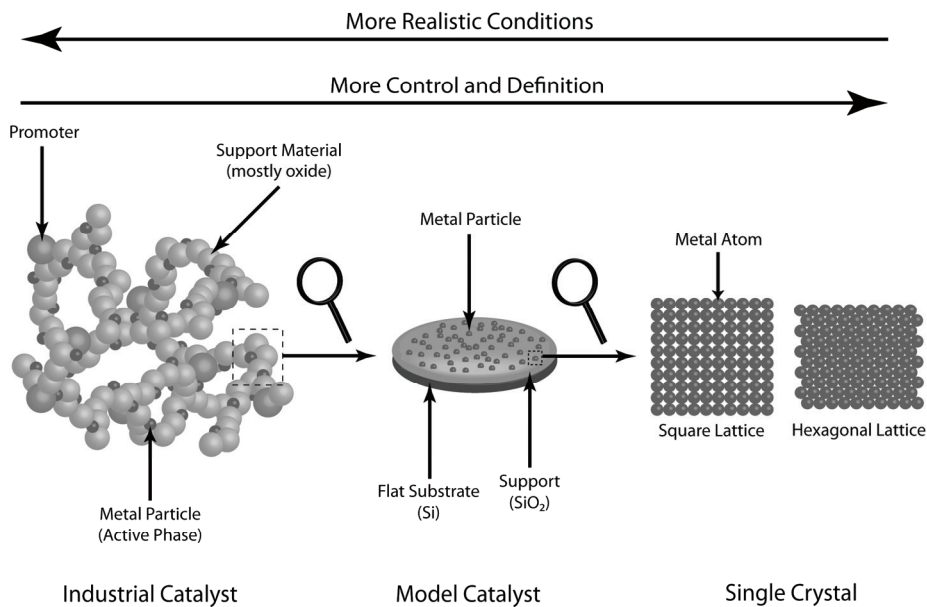 More Realistic Conditions
More Control and Definition
Promoter
Support Material
(mostly oxide)
Metal Particle
Metal Atom
Square Lattice
Hexagonal Lattice
Flat Substrate
(Si)
Support
(SiO₂)
Metal Particle
(Active Phase)
Industrial Catalyst
Model Catalyst
Single Crystal